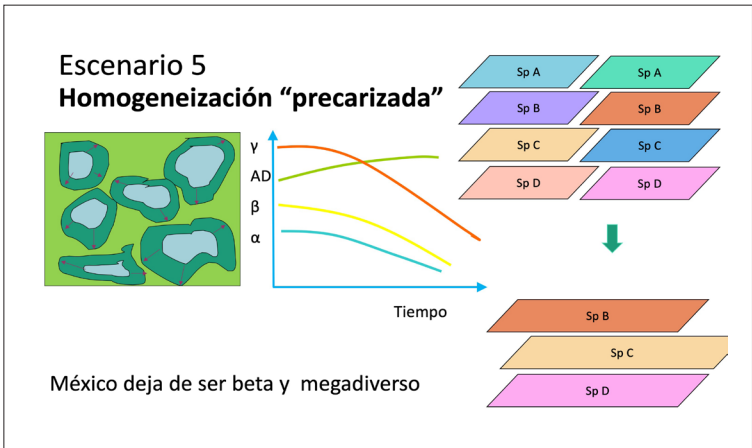 Escenario 5
Homogeneización “precarizada”
γ
AD
β
α
Tiempo
Sp A
Sp A
Sp B
Sp B
Sp C
Sp C
Sp D
Sp D
Sp B
Sp C
Sp D
México deja de ser beta y megadiverso